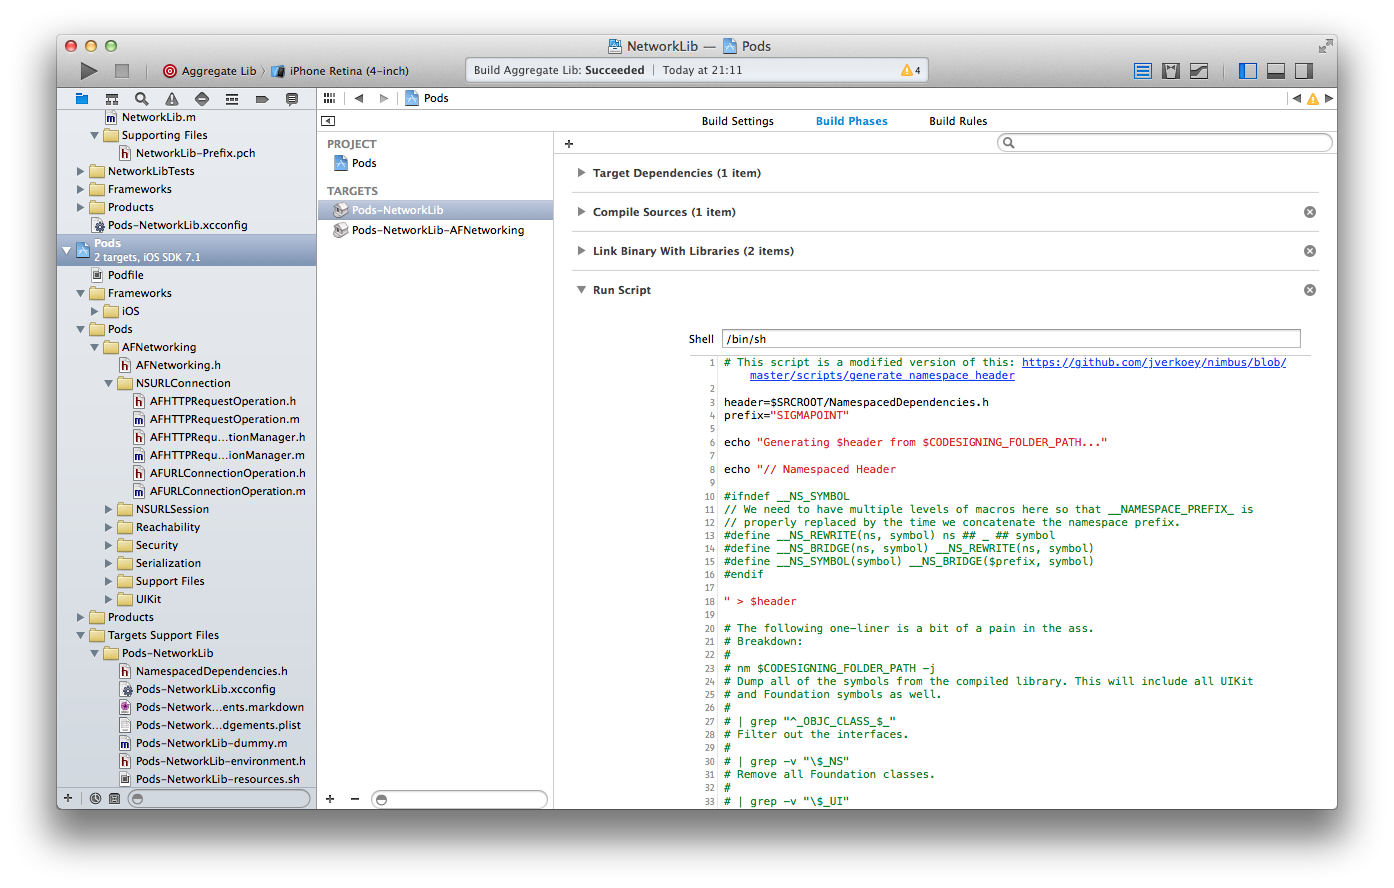 NetworkLib — Pods
Aggregate Lib
iPhone Retina (4-inch)
Build Aggregate Lib: Succeeded | Today at 21:11
4
Pods
NetworkLib.m
Supporting Files
NetworkLib-Prefix.pch
NetworkLibTests
Frameworks
Products
Pods-NetworkLib.xcconfig
Pods
2 targets, iOS SDK 7.1
Podfile
Frameworks
iOS
Pods
AFNetworking
AFNetworking.h
NSURLConnection
AFHTTPRequestOperation.h
AFHTTPRequestOperation.m
AFHTTPRequ...tionManager.h
AFHTTPRequ...ionManager.m
AFURLConnectionOperation.h
AFURLConnectionOperation.m
NSURLSession
Reachability
Security
Serialization
Support Files
UIKit
Products
Targets Support Files
Pods-NetworkLib
NamespacedDependencies.h
Pods-NetworkLib.xcconfig
Pods-Network...ents.markdown
Pods-Network...dgements.plist
Pods-NetworkLib-dummy.m
Pods-NetworkLib-environment.h
Pods-NetworkLib-resources.sh
PROJECT
Pods
TARGETS
Pods-NetworkLib
Pods-NetworkLib-AFNetworking
Build Settings
Build Phases
Build Rules
Target Dependencies (1 item)
Compile Sources (1 item)
Link Binary With Libraries (2 items)
Run Script
Shell /bin/sh
1 # This script is a modified version of this: https://github.com/jverkoey/nimbus/blob/
master/scripts/generate_namespace_header
2
3 header=$SRCROOT/NamespacedDependencies.h
4 prefix="SIGMAPOINT"
5
6 echo "Generating $header from $CODESIGNING_FOLDER_PATH..."
7
8 echo "// Namespaced Header
9
10 #ifndef __NS_SYMBOL
11 // We need to have multiple levels of macros here so that __NAMESPACE_PREFIX_ is
12 // properly replaced by the time we concatenate the namespace prefix.
13 #define __NS_REWRITE(ns, symbol) ns ## _ ## symbol
14 #define __NS_BRIDGE(ns, symbol) __NS_REWRITE(ns, symbol)
15 #define __NS_SYMBOL(symbol) __NS_BRIDGE($prefix, symbol)
16 #endif
17
18 " > $header
19
20 # The following one-liner is a bit of a pain in the ass.
21 # Breakdown:
22 #
23 # nm $CODESIGNING_FOLDER_PATH -j
24 # Dump all of the symbols from the compiled library. This will include all UIKit
25 # and Foundation symbols as well.
26 #
27 # | grep "^_OBJC_CLASS_$_"
28 # Filter out the interfaces.
29 #
30 # | grep -v "\$_NS"
31 # Remove all Foundation classes.
32 #
33 # | grep -v "\$_UI"